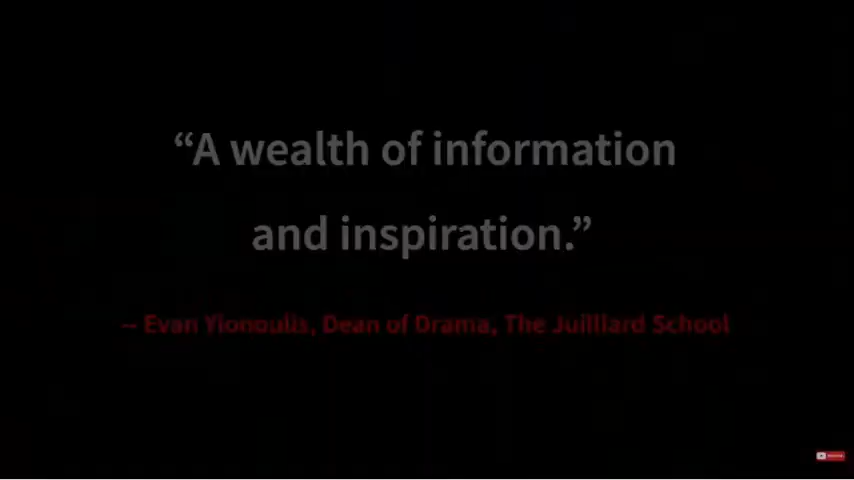 “A wealth of information
and inspiration.”
-- Evan Yionoulis, Dean of Drama, The Juilliard School